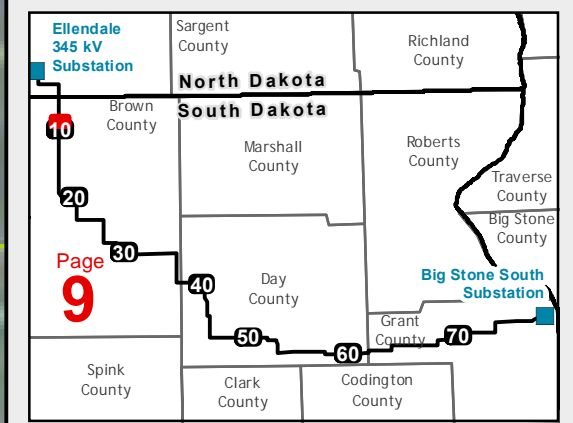 Ellendale
345 kV
Substation
Sargent
County
Richland
County
North Dakota
South Dakota
Brown
County
10
Marshall
County
Roberts
County
Traverse
County
20
Big Stone
County
30
Page
9
40
Day
County
Big Stone South
Substation
50
60
Grant
County
70
Spink
County
Clark
County
Codington
County